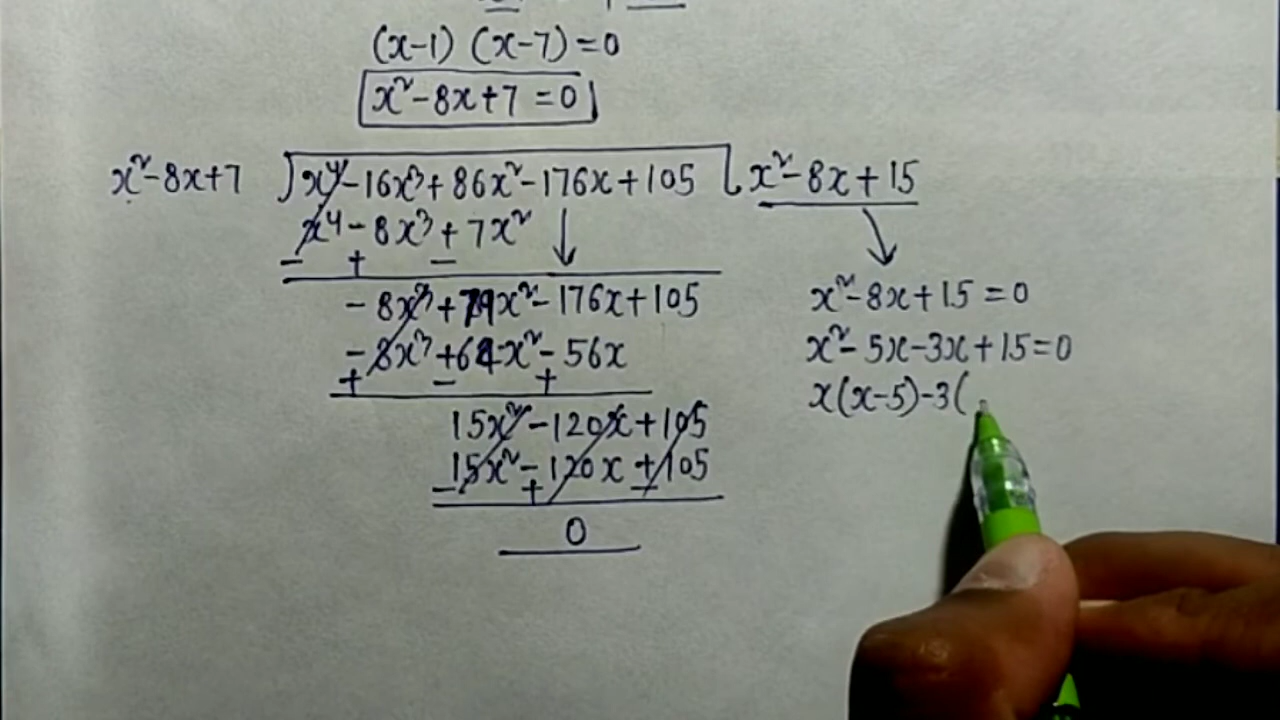 (x-1) (x-7) = 0
x²-8x+7 = 0
x²-8x+7 ) x⁴-16x³+86x²-176x+105 ( x²-8x+15
x⁴-8x³+7x²
- + -
-8x³+79x²-176x+105
-8x³+64x²-56x
+ - +
15x²-120x+105
15x²-120x+105
- + -
0
x²-8x+15 = 0
x²-5x-3x+15=0
x(x-5)-3(